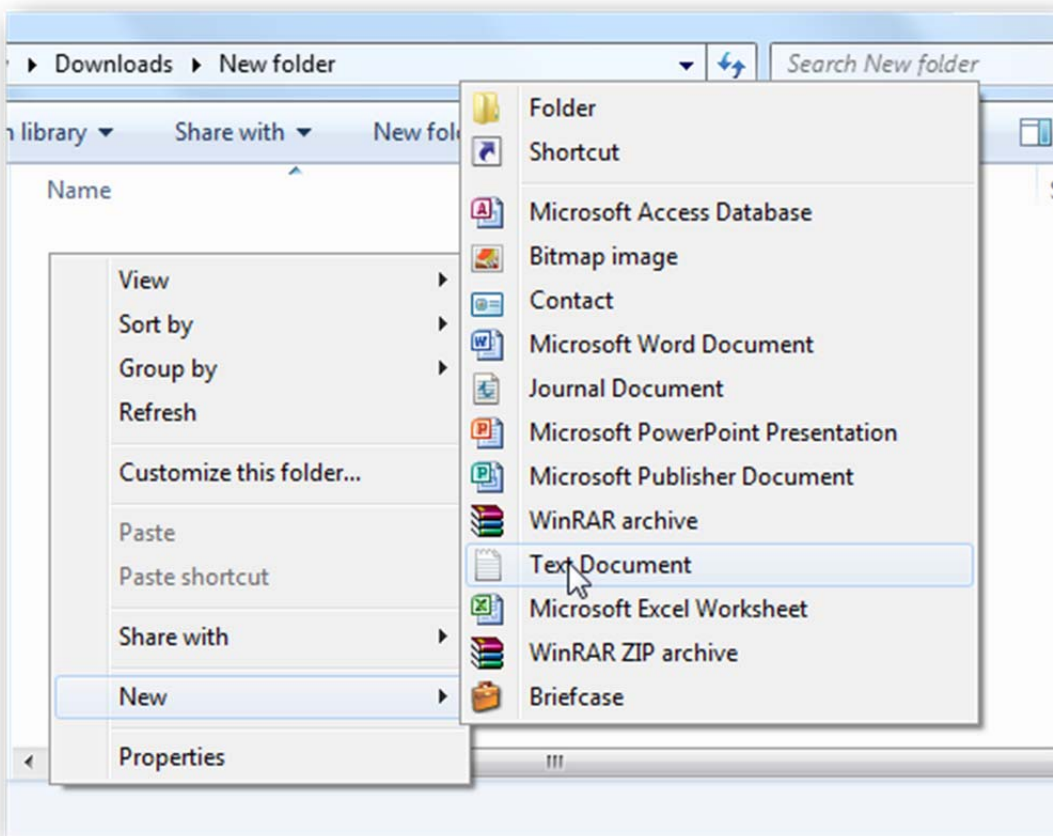 Downloads New folder
Search New folder
library Share with New fol
Name
View
Sort by
Group by
Refresh
Customize this folder...
Paste
Paste shortcut
Share with
New
Properties
Folder
Shortcut
Microsoft Access Database
Bitmap image
Contact
Microsoft Word Document
Journal Document
Microsoft PowerPoint Presentation
Microsoft Publisher Document
WinRAR archive
Text Document
Microsoft Excel Worksheet
WinRAR ZIP archive
Briefcase